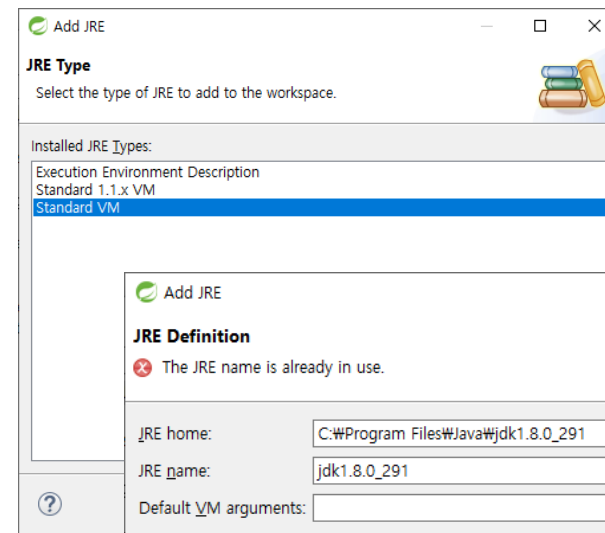 Add JRE
JRE Type
Select the type of JRE to add to the workspace.
Installed JRE Types:
Execution Environment Description
Standard 1.1.x VM
Standard VM
Add JRE
JRE Definition
The JRE name is already in use.
JRE home: C:₩Program Files₩Java₩jdk1.8.0_291
JRE name: jdk1.8.0_291
Default VM arguments: